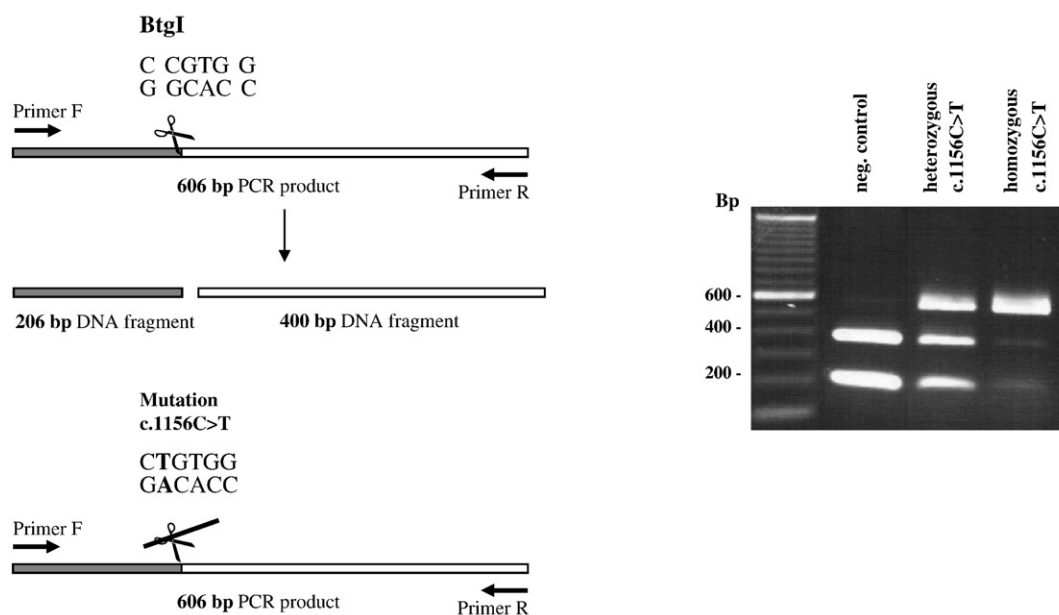 BtgI
C CGTG G
G GCAC C
Primer F
606 bp PCR product
Primer R
206 bp DNA fragment
400 bp DNA fragment
Mutation
c.1156C>T
CTGTGG
GACACC
Primer F
606 bp PCR product
Primer R
Bp
neg. control
heterozygous
c.1156C>T
homozygous
c.1156C>T
600 -
400 -
200 -